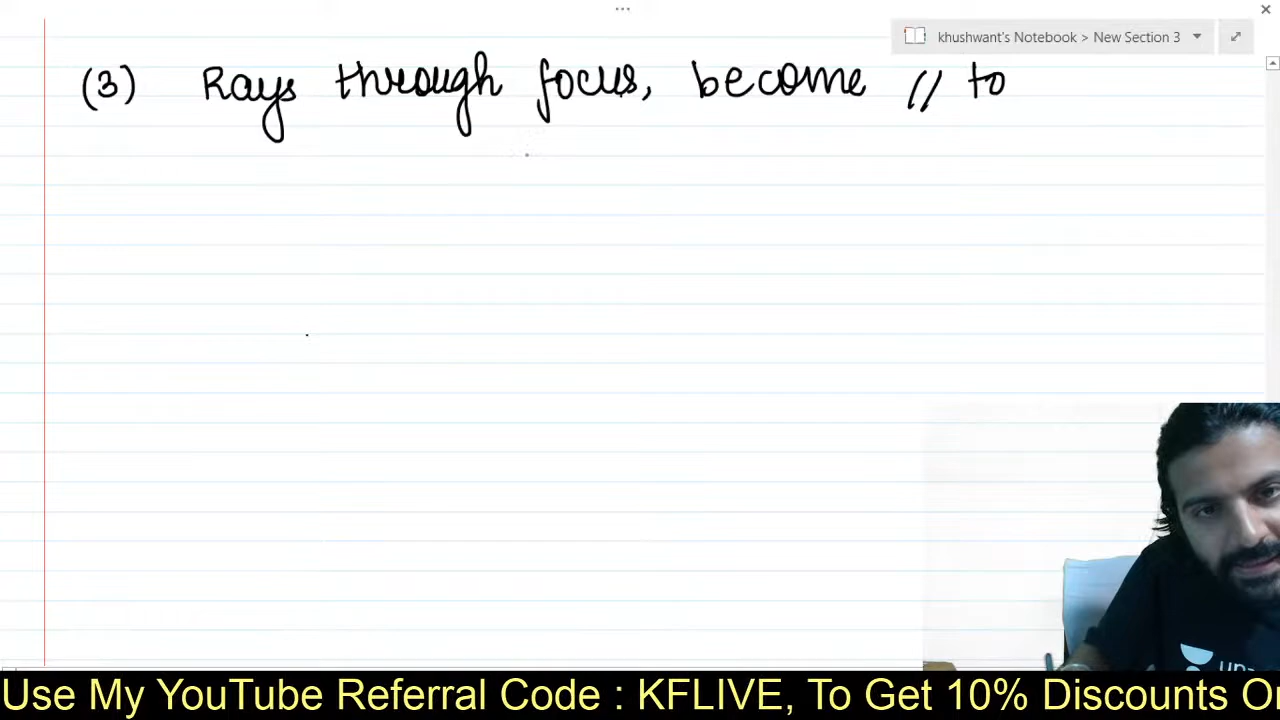 khushwant's Notebook > New Section 3
(3) Rays through focus, become // to
Use My YouTube Referral Code : KFLIVE, To Get 10% Discounts O